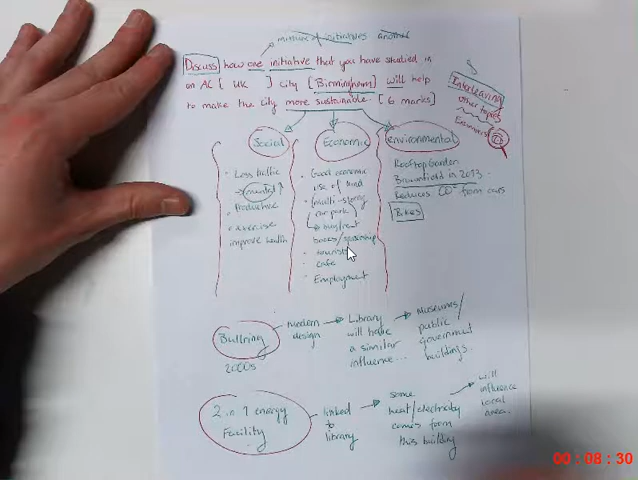 initiatives another
Discuss how one initiative that you have studied in
an AC [ UK ] city [Birmingham] will help
to make the city more sustainable. [6 marks]
Interleaving
other topics
Examiners
Social
Economic
environmental
· Less traffic
→ mental ↑
· Productive
· exercise
improve health
· Good economic
use of land
· (multi-storey
car park)
↳ buy/rent
books/
· tourists
· cafe
· Employment
Rooftop Garden
Brownfield in 2013.
Reduces CO² from cars
Bikes
Bullring
2000s
modern
design
→ Library
will have
a similar
influence...
→ Museums/
public
government
buildings.
2 in 1 energy
Facility
linked
to
library
→ some
heat/electricity
comes from
this building
→ will
influence
local
area.
00:08:30